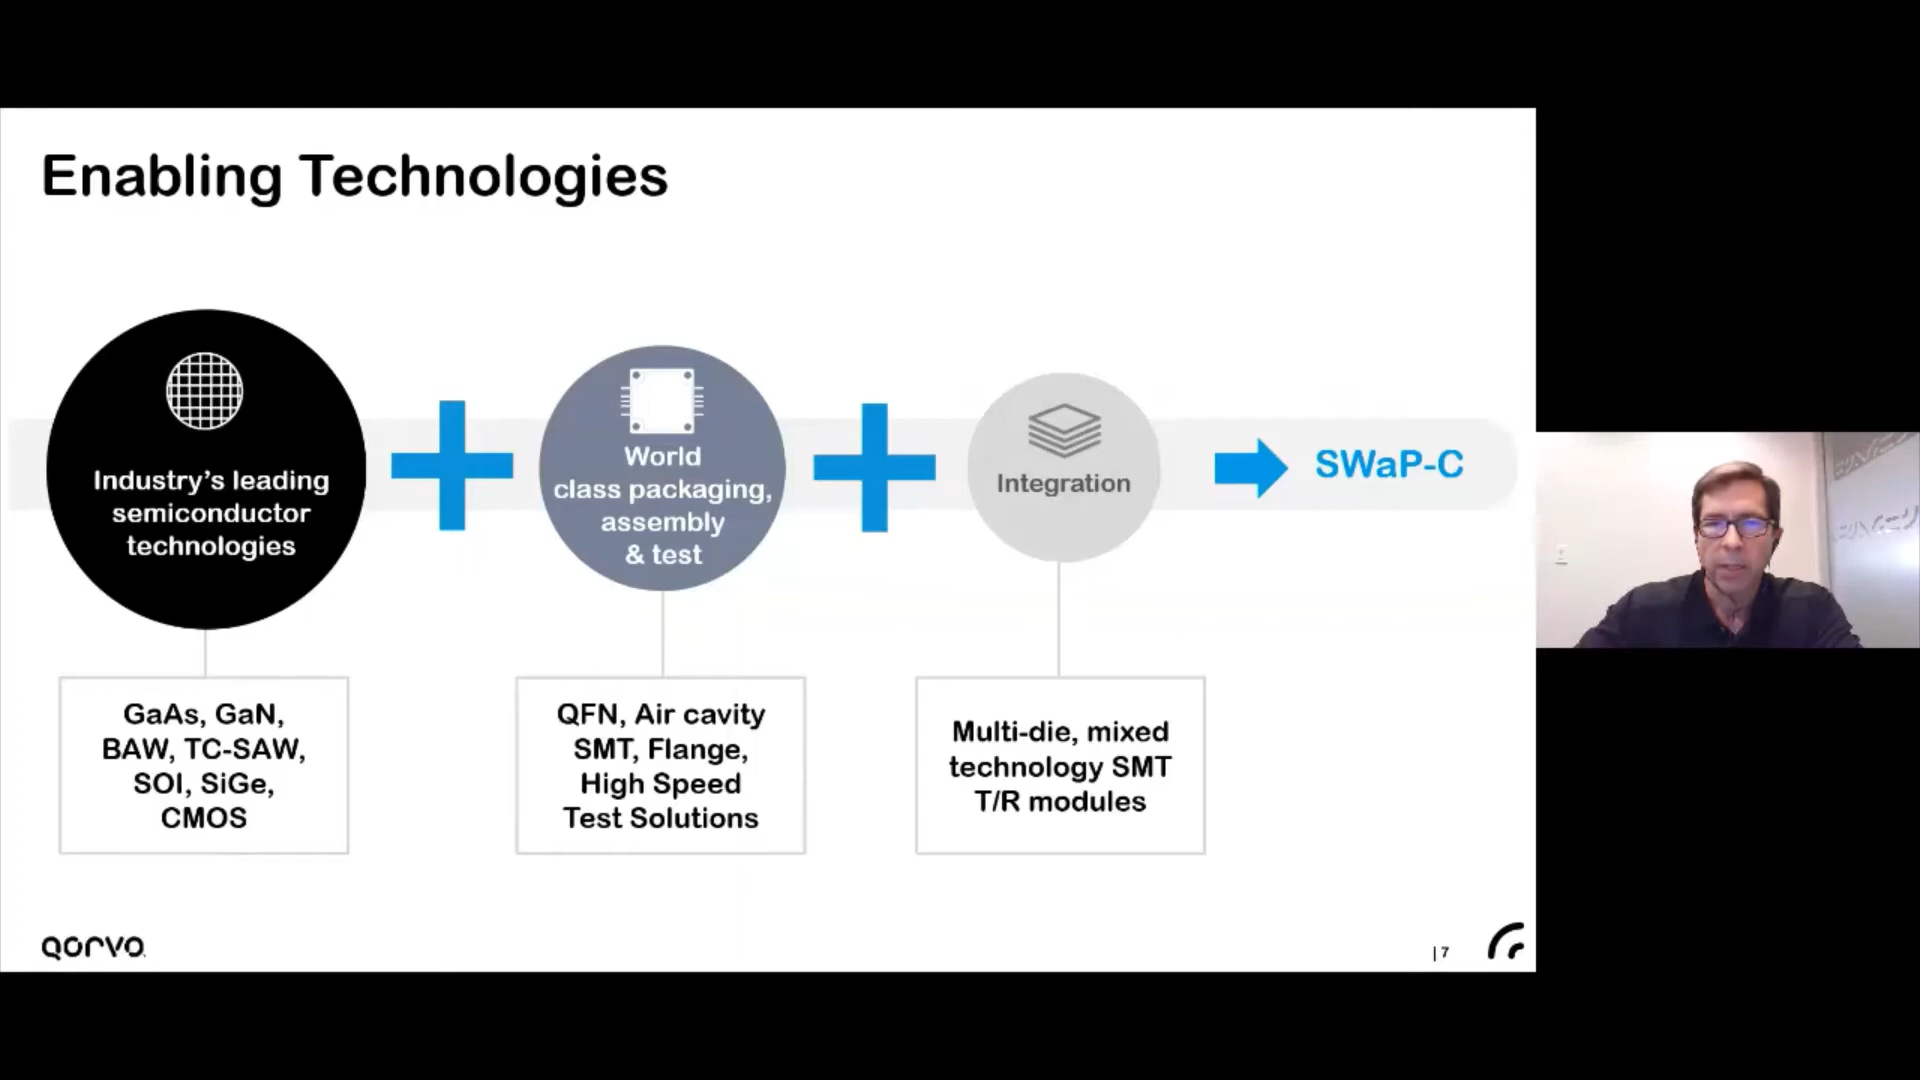 Enabling Technologies
Industry's leading
semiconductor
technologies
World
class packaging,
assembly
& test
Integration
SWaP-C
GaAs, GaN,
BAW, TC-SAW,
SOI, SiGe,
CMOS
QFN, Air cavity
SMT, Flange,
High Speed
Test Solutions
Multi-die, mixed
technology SMT
T/R modules
QORVO
| 7